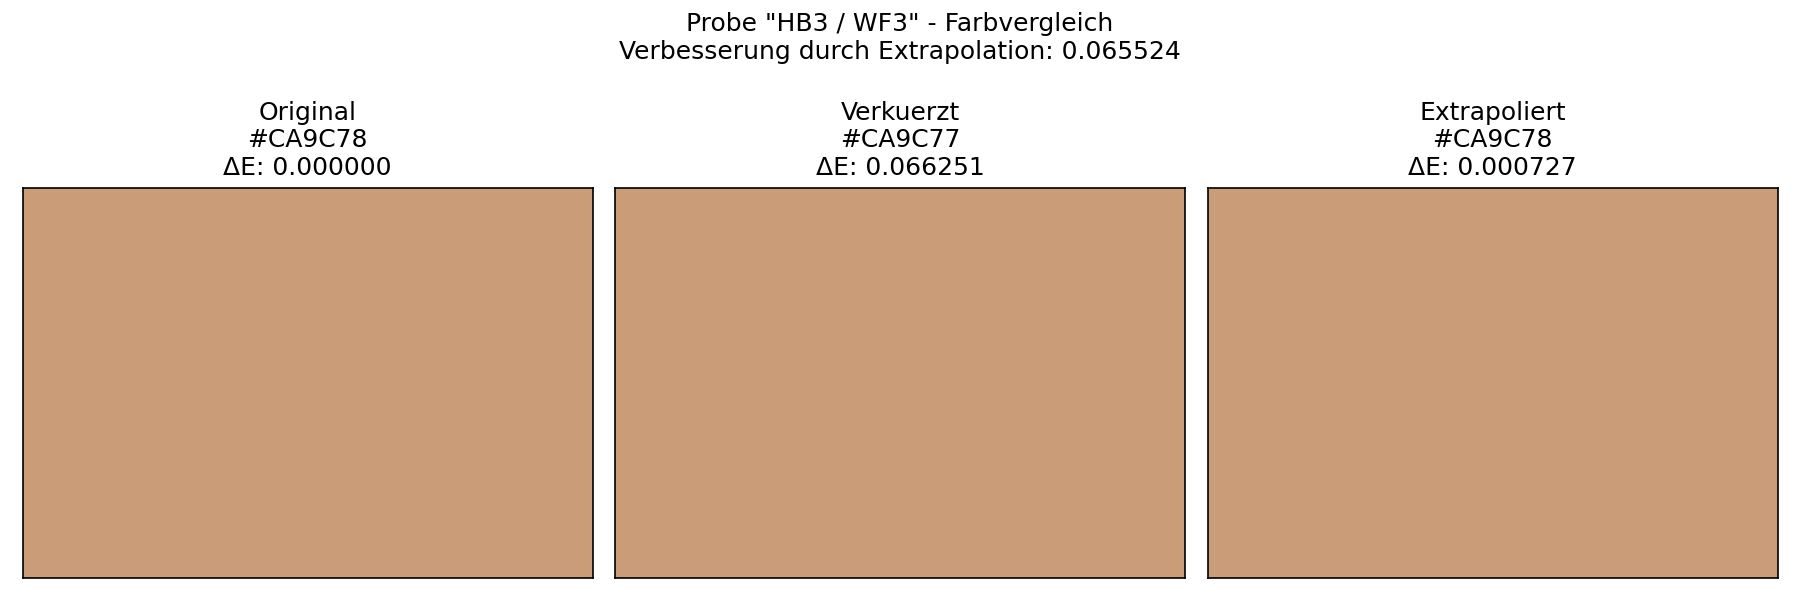 Probe "HB3 / WF3" - Farbvergleich
Verbesserung durch Extrapolation: 0.065524
Original
#CA9C78
ΔE: 0.000000
Verkuerzt
#CA9C77
ΔE: 0.066251
Extrapoliert
#CA9C78
ΔE: 0.000727